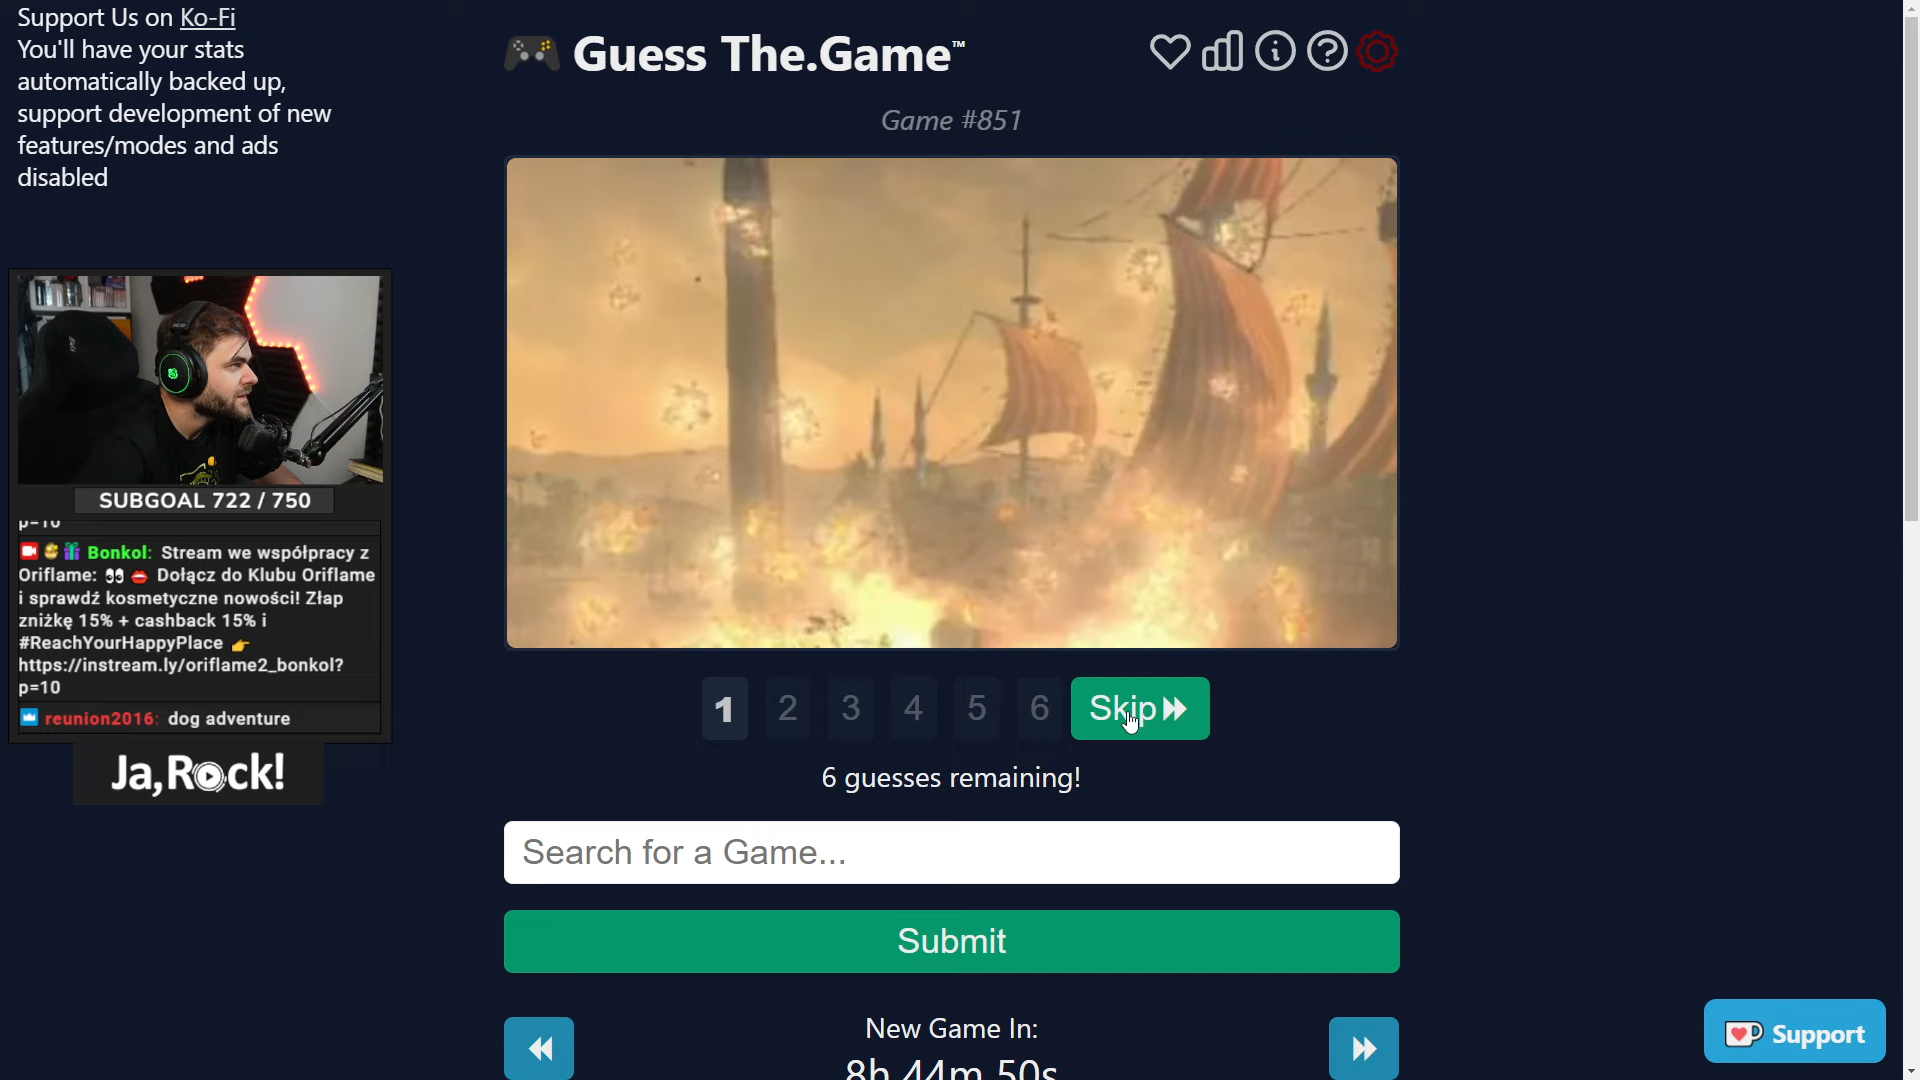 Support Us on Ko-Fi
You'll have your stats
automatically backed up,
support development of new
features/modes and ads
disabled
Guess The.Game™
Game #851
SUBGOAL 722 / 750
p=10
Bonkol: Stream we współpracy z
Oriflame: 👀 👄 Dołącz do Klubu Oriflame
i sprawdź kosmetyczne nowości! Złap
zniżkę 15% + cashback 15% i
#ReachYourHappyPlace 👉
https://instream.ly/oriflame2_bonkol?
p=10
reunion2016: dog adventure
Ja,Rock!
1 2 3 4 5 6 Skip
6 guesses remaining!
Search for a Game...
Submit
New Game In:
8h 44m 50s
Support